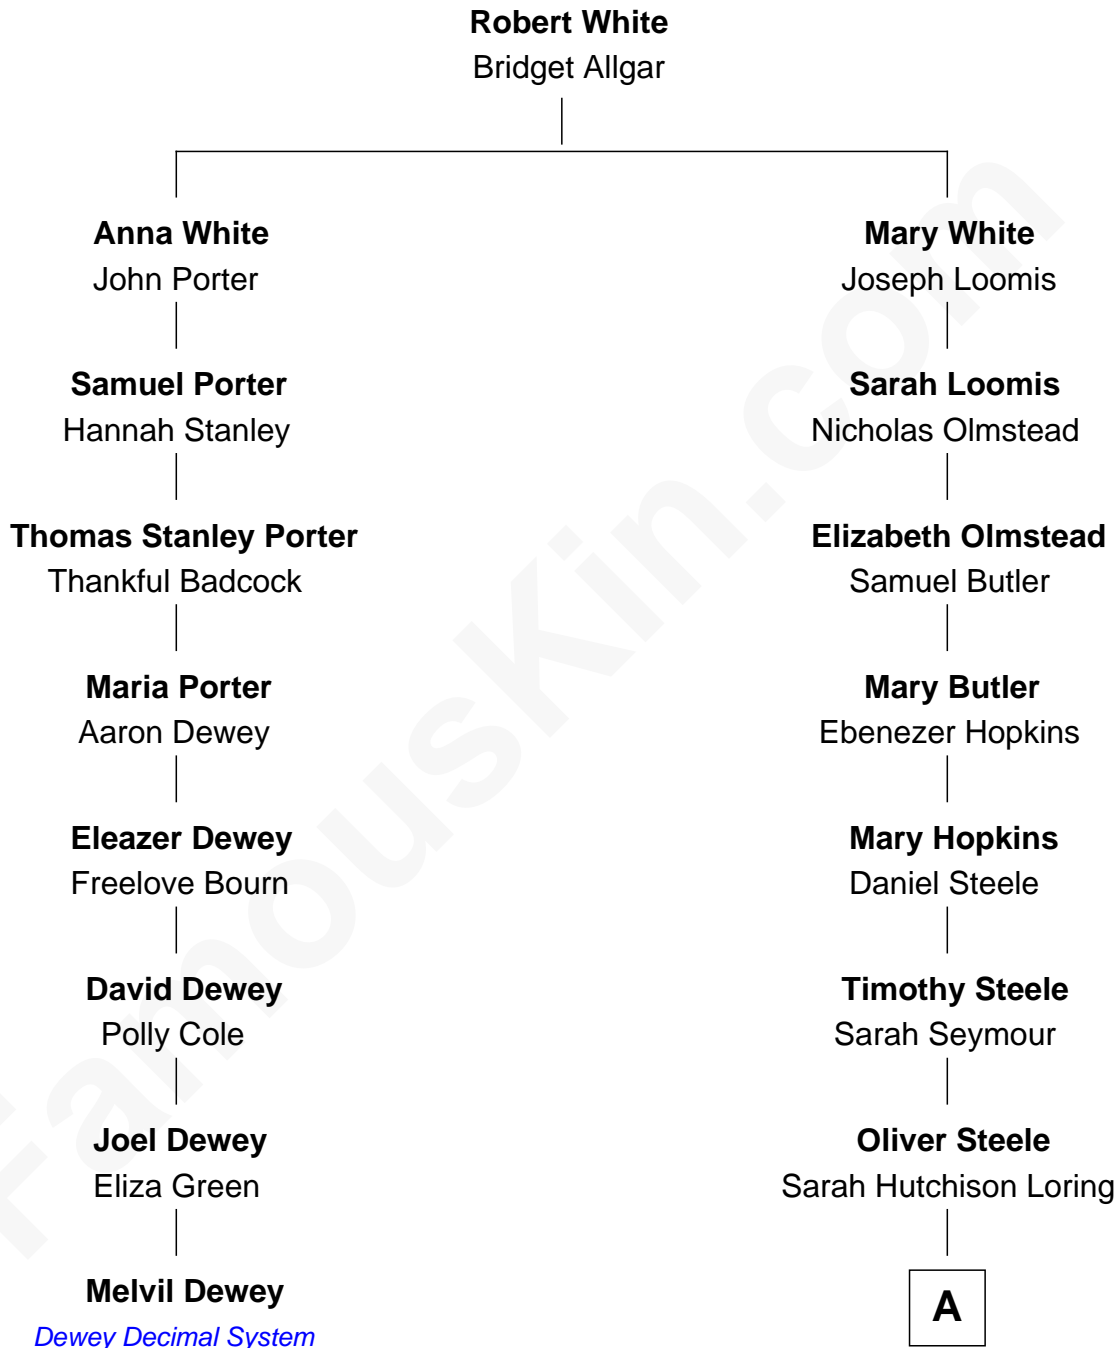 Robert White
Bridget Allgar
Anna White
John Porter
Mary White
Joseph Loomis
Samuel Porter
Hannah Stanley
Sarah Loomis
Nicholas Olmstead
Thomas Stanley Porter
Thankful Badcock
Elizabeth Olmstead
Samuel Butler
Maria Porter
Aaron Dewey
Mary Butler
Ebenezer Hopkins
Eleazer Dewey
Freelove Bourn
Mary Hopkins
Daniel Steele
David Dewey
Polly Cole
Timothy Steele
Sarah Seymour
Joel Dewey
Eliza Green
Oliver Steele
Sarah Hutchison Loring
Melvil Dewey
Dewey Decimal System
A
FamousKin.com